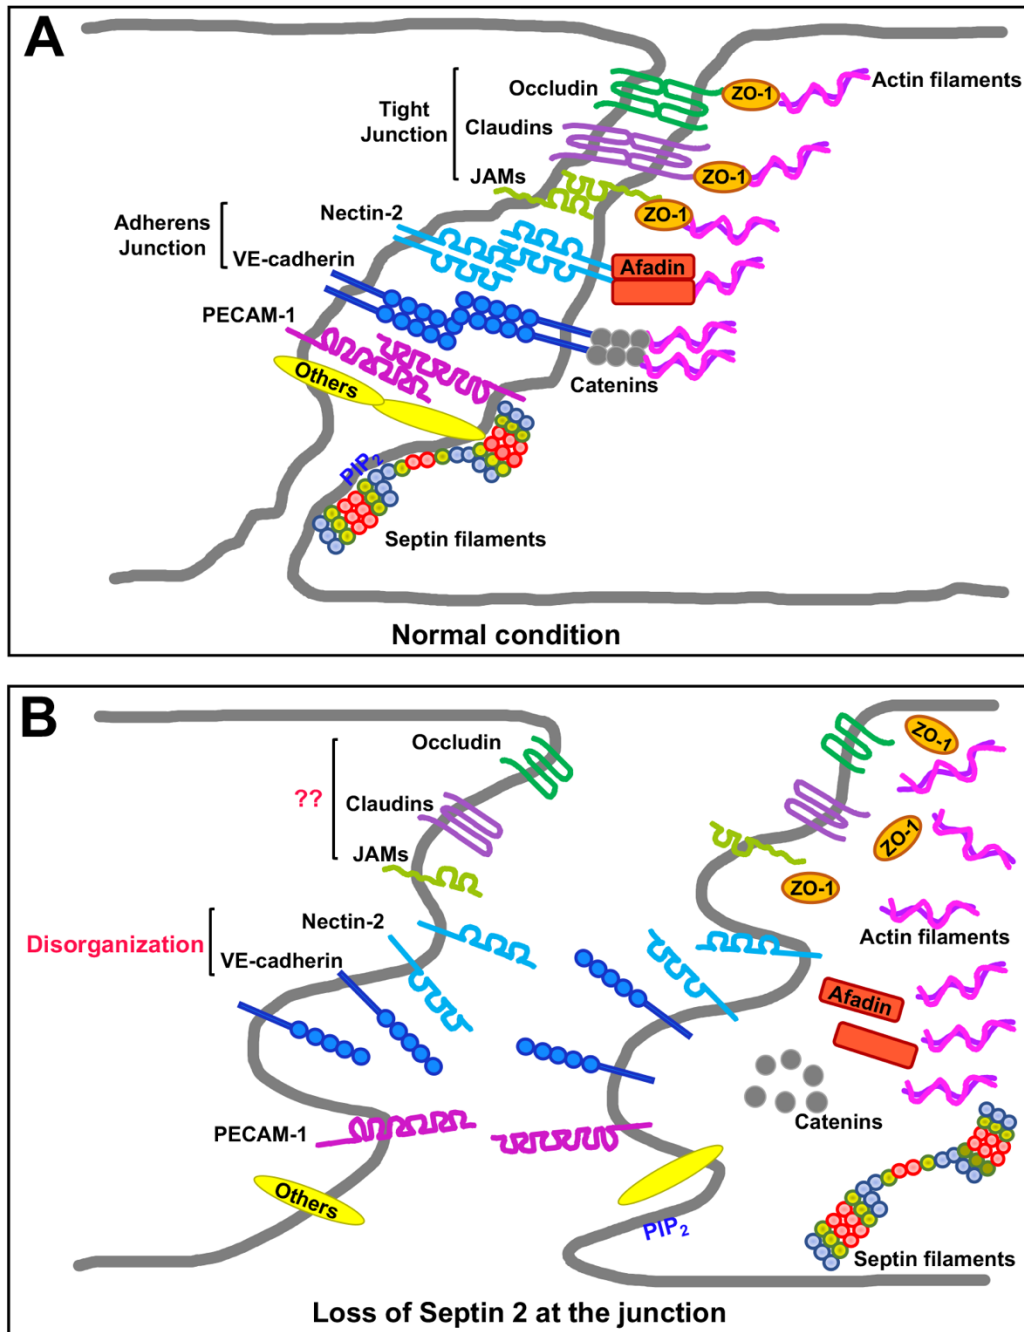 A
Occludin
ZO-1
Actin filaments
Tight
Junction
Claudins
ZO-1
JAMs
Nectin-2
ZO-1
Adherens
Junction
VE-cadherin
Afadin
PECAM-1
Others
Catenins
PIP2
Septin filaments
Normal condition
B
Occludin
ZO-1
??
Claudins
ZO-1
JAMs
ZO-1
Nectin-2
Actin filaments
Disorganization
VE-cadherin
Afadin
Catenins
PECAM-1
Others
PIP2
Septin filaments
Loss of Septin 2 at the junction